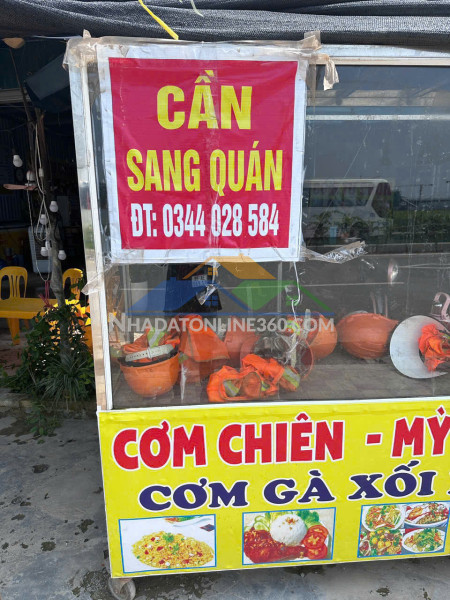 CẦN
SANG QUÁN
ĐT: 0344 028 584
NHADATONLINE360.COM
CƠM CHIÊN - MỲ
CƠM GÀ XỐI